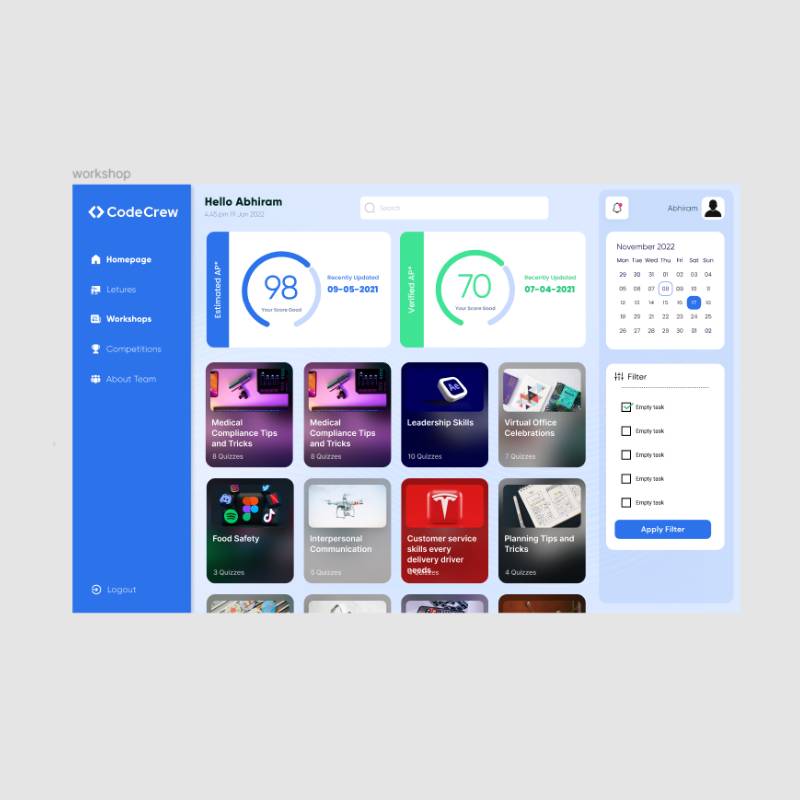 workshop
CodeCrew
Homepage
Letures
Workshops
Competitions
About Team
Logout
Hello Abhiram
4:45 pm 19 Jan 2022
Search
Estimated AP*
98
Your Score Good
Recently Updated
09-05-2021
Verified AP*
70
Your Score Good
Recently Updated
07-04-2021
Medical
Compliance Tips
and Tricks
8 Quizzes
Medical
Compliance Tips
and Tricks
8 Quizzes
Ae
Leadership Skills
10 Quizzes
Virtual Office
Celebrations
7 Quizzes
Food Safety
3 Quizzes
Interpersonal
Communication
5 Quizzes
Customer service
skills every
delivery driver
needs
Planning Tips and
Tricks
4 Quizzes
Abhiram
November 2022
Mon Tue Wed Thu Fri Sat Sun
29 30 31 01 02 03 04
05 06 07 08 09 10 11
12 13 14 15 16 17 18
19 20 21 22 23 24 25
26 27 28 29 30 01 02
Filter
Empty task
Empty task
Empty task
Empty task
Empty task
Apply Filter